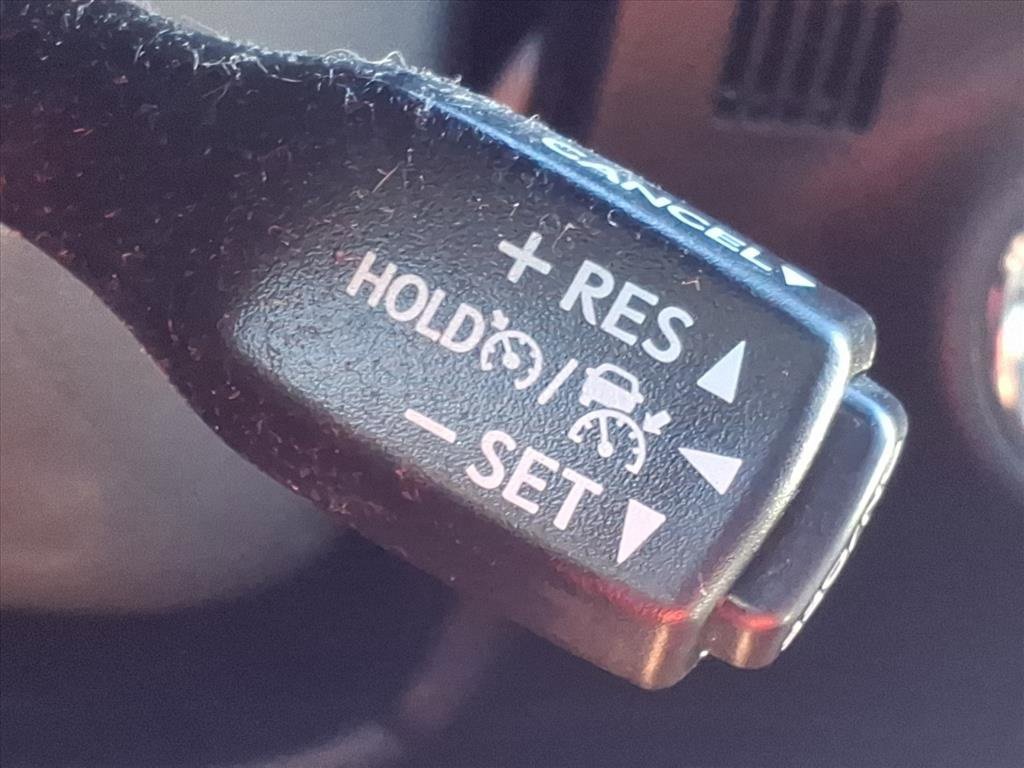 CANCEL
+ RES
HOLD /
− SET